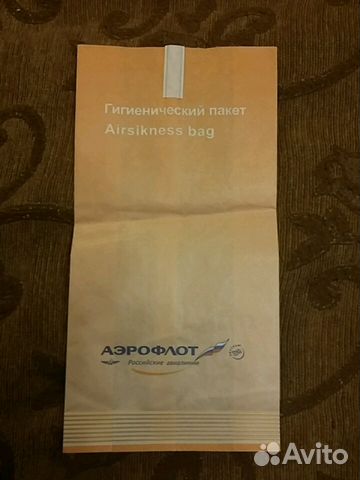 Гигиенический пакет
Airsikness bag
АЭРОФЛОТ
Российские авиалинии
Avito